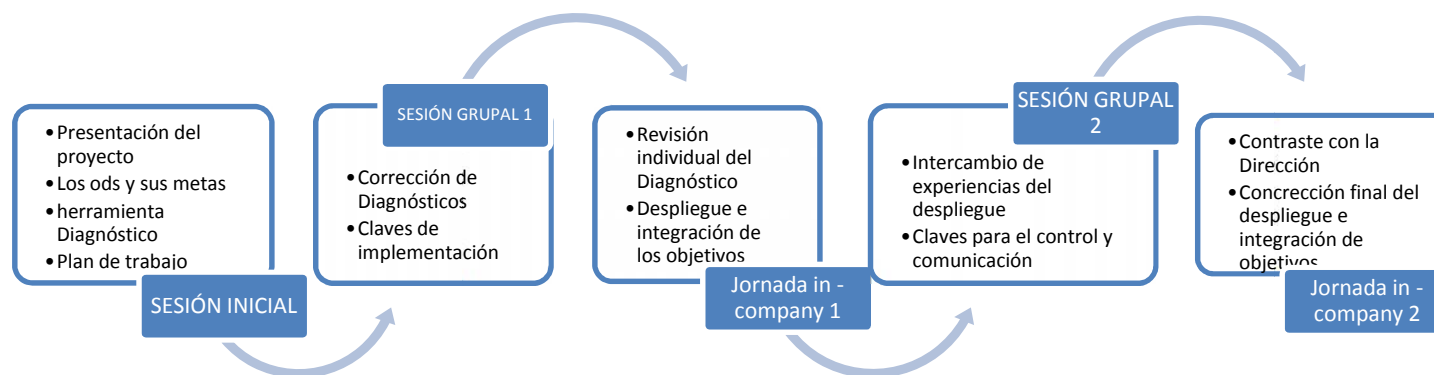 •Presentación del
proyecto
•Los ods y sus metas
•herramienta
Diagnóstico
•Plan de trabajo
SESIÓN INICIAL
SESIÓN GRUPAL 1
•Corrección de
Diagnósticos
•Claves de
implementación
•Revisión
individual del
Diagnóstico
•Despliegue e
integración de
los objetivos
Jornada in -
company 1
SESIÓN GRUPAL
2
•Intercambio de
experiencias del
despliegue
•Claves para el control y
comunicación
•Contraste con la
Dirección
•Concrección final del
despliegue e
integración de
objetivos
Jornada in -
company 2